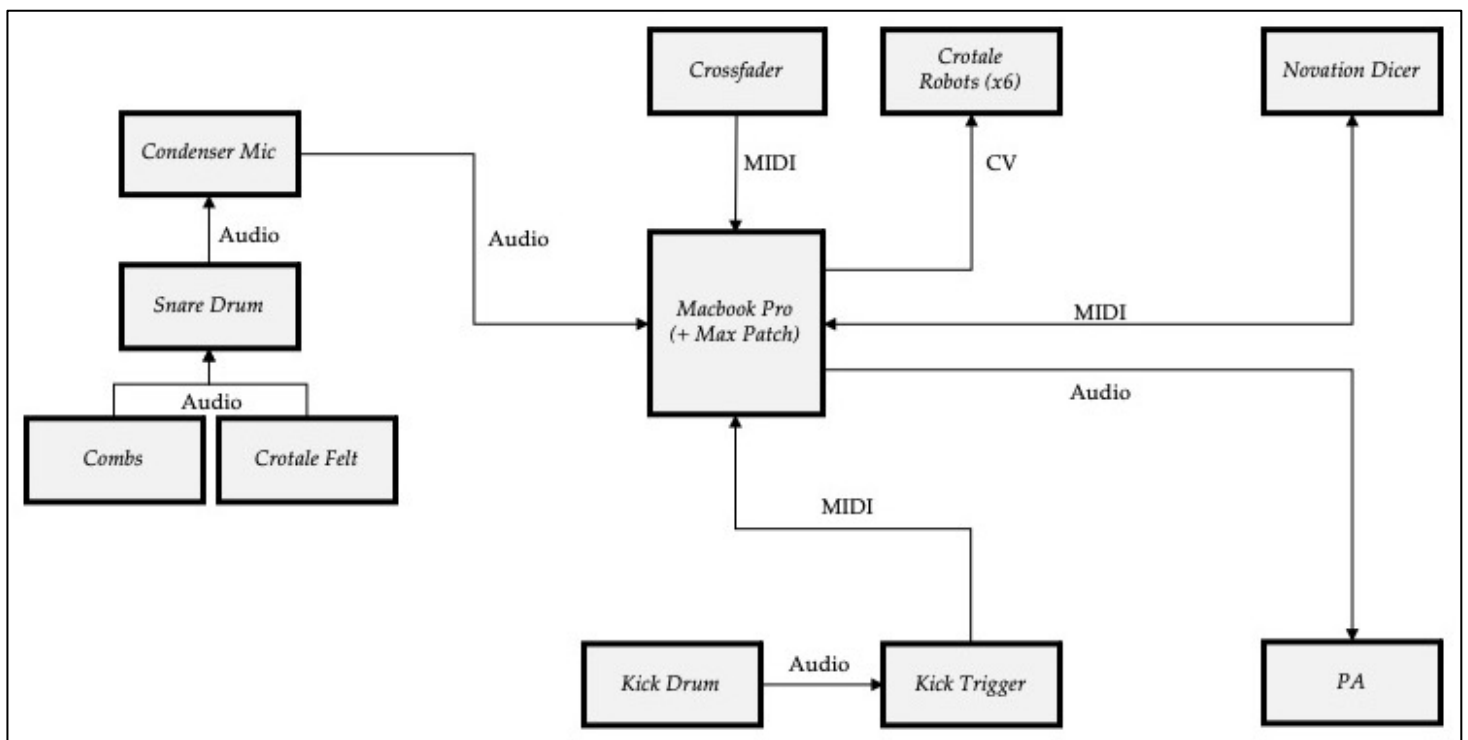 Crossfader
Crotale
Robots (x6)
Novation Dicer
Condenser Mic
MIDI
CV
Audio
Audio
Snare Drum
Macbook Pro
(+ Max Patch)
MIDI
Audio
Audio
Combs
Crotale Felt
MIDI
Kick Drum
Audio
Kick Trigger
PA